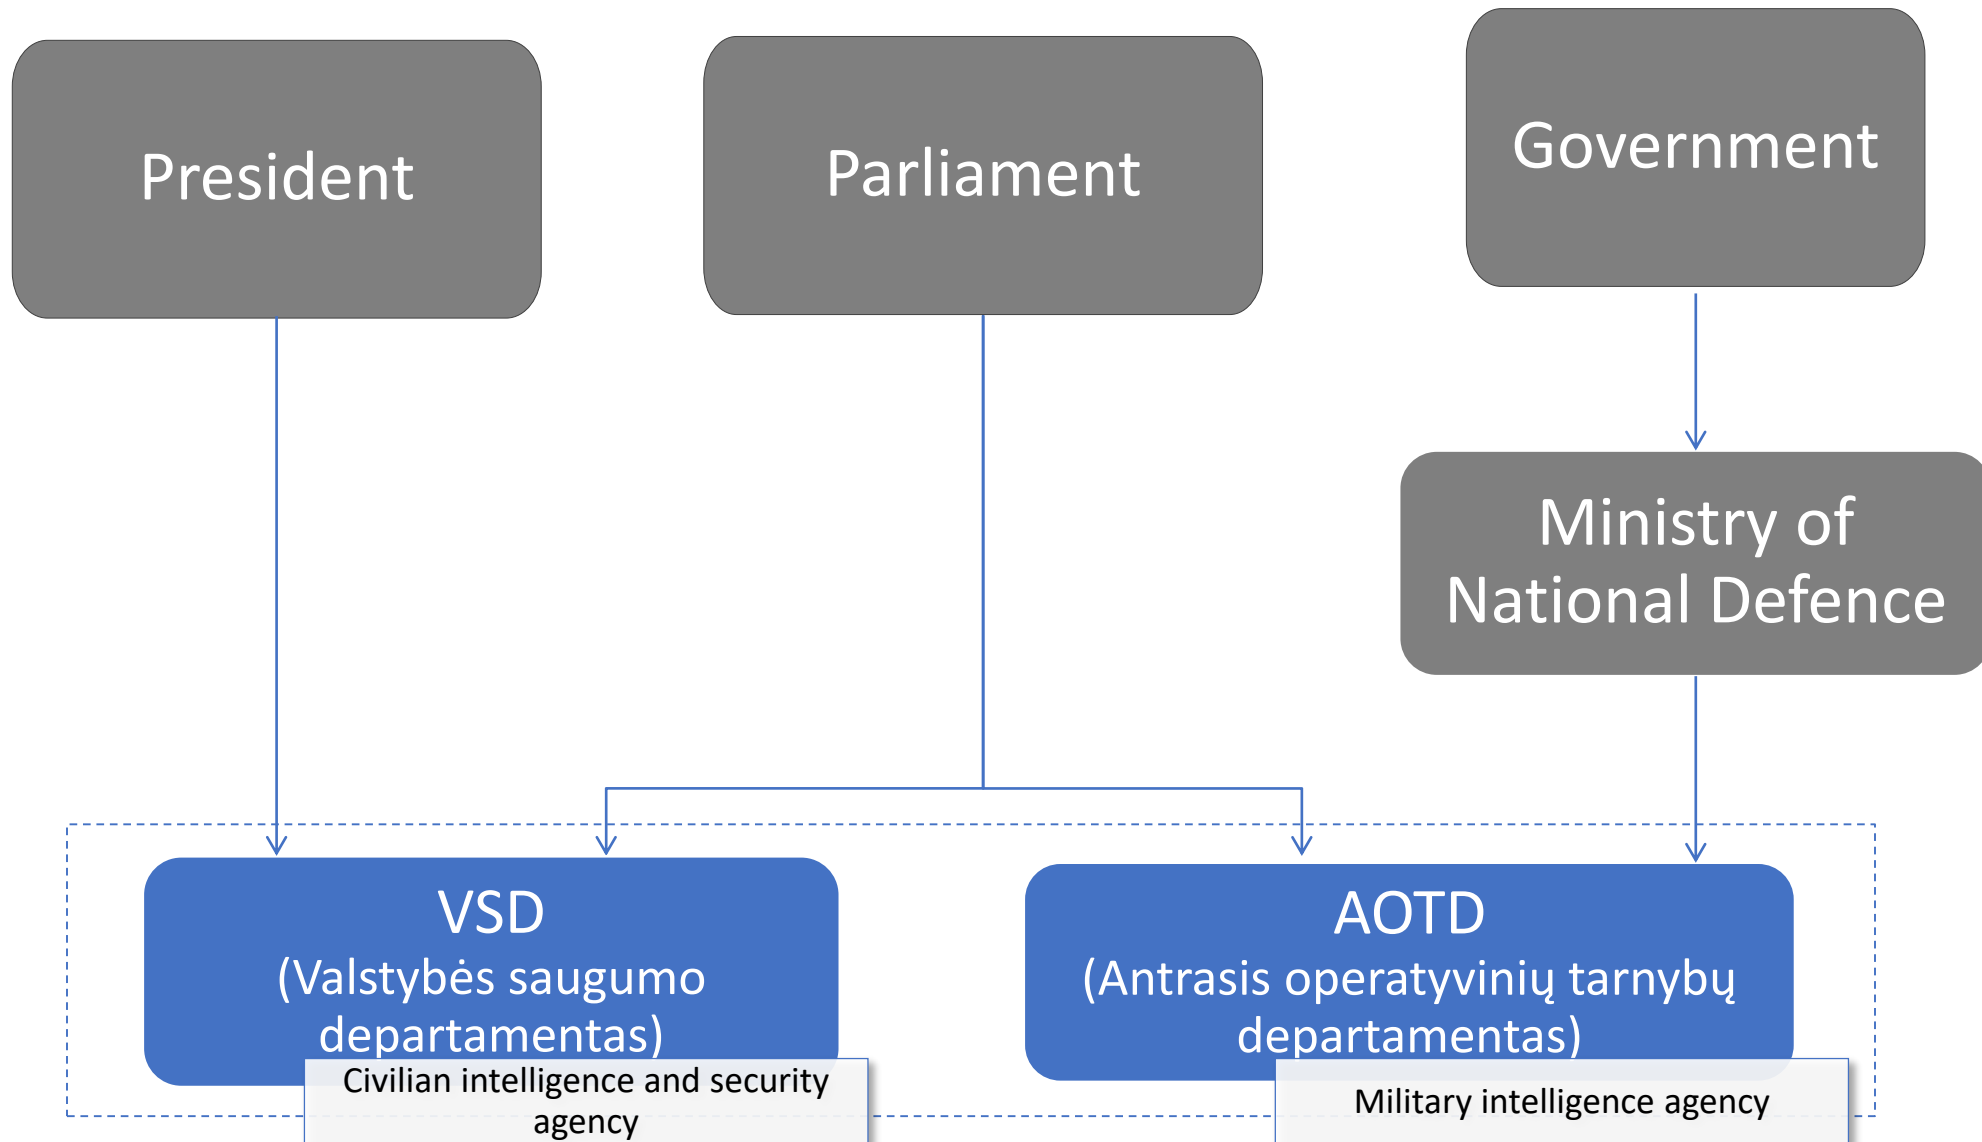 President
Parliament
Government
Ministry of
National Defence
VSD
(Valstybės saugumo
departamentas)
Civilian intelligence and security
agency
AOTD
(Antrasis operatyvinių tarnybų
departamentas)
Military intelligence agency